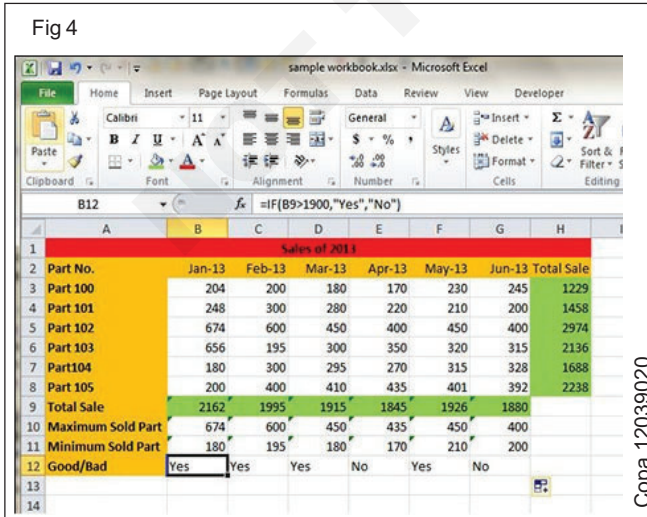 Fig 4
sample workbook.xlsx - Microsoft Excel
File Home Insert Page Layout Formulas Data Review View Developer
Calibri 11 General Insert
Paste B I U A A $ % , Styles Delete
Format Sort &
Filter
Clipboard Font Alignment Number Cells Editing
B12 fx =IF(B9>1900,"Yes","No")
A B C D E F G H
1 Sales of 2013
2 Part No. Jan-13 Feb-13 Mar-13 Apr-13 May-13 Jun-13 Total Sale
3 Part 100 204 200 180 170 230 245 1229
4 Part 101 248 300 280 220 210 200 1458
5 Part 102 674 600 450 400 450 400 2974
6 Part 103 656 195 300 350 320 315 2136
7 Part104 180 300 295 270 315 328 1688
8 Part 105 200 400 410 435 401 392 2238
9 Total Sale 2162 1995 1915 1845 1926 1880
10 Maximum Sold Part 674 600 450 435 450 400
11 Minimum Sold Part 180 195 180 170 210 200
12 Good/Bad Yes Yes Yes No Yes No
13
14
Copa 12039020